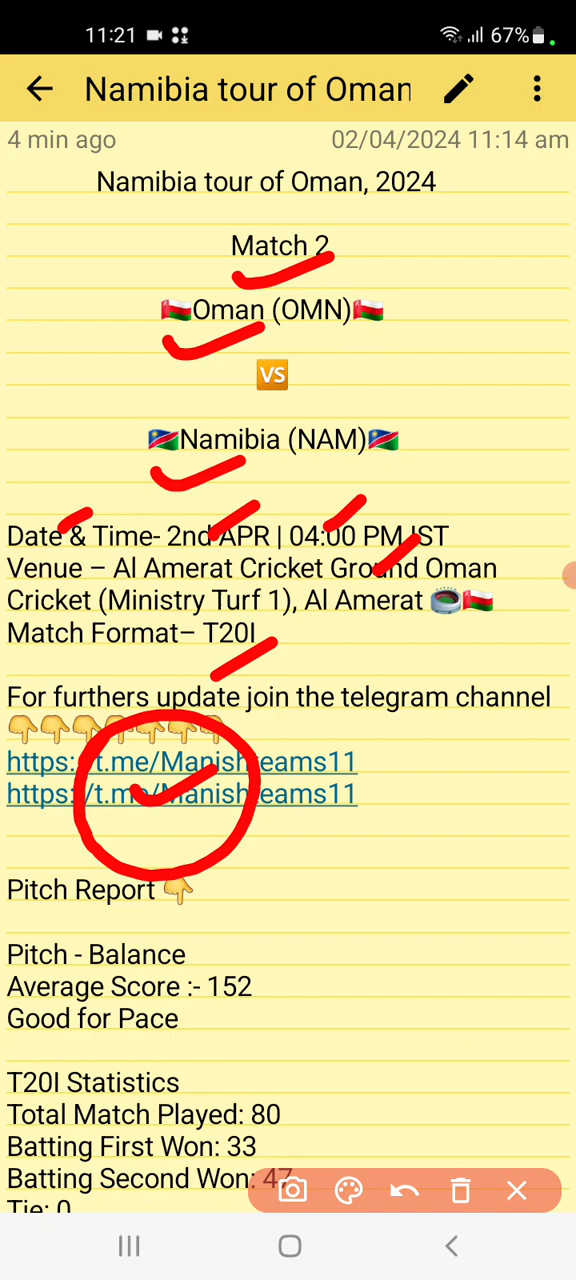 11:21
67%
Namibia tour of Oman
4 min ago
02/04/2024 11:14 am
Namibia tour of Oman, 2024
Match 2
🇴🇲Oman (OMN)🇴🇲
🆚
🇳🇦Namibia (NAM)🇳🇦
Date & Time- 2nd APR | 04:00 PM IST
Venue – Al Amerat Cricket Ground Oman
Cricket (Ministry Turf 1), Al Amerat 🏟️🇴🇲
Match Format– T20I
For furthers update join the telegram channel
👇👇👇👇👇👇👇
https://t.me/Manishteams11
https://t.me/Manishteams11
Pitch Report 👇
Pitch - Balance
Average Score :- 152
Good for Pace
T20I Statistics
Total Match Played: 80
Batting First Won: 33
Batting Second Won: 47
Tie: 0